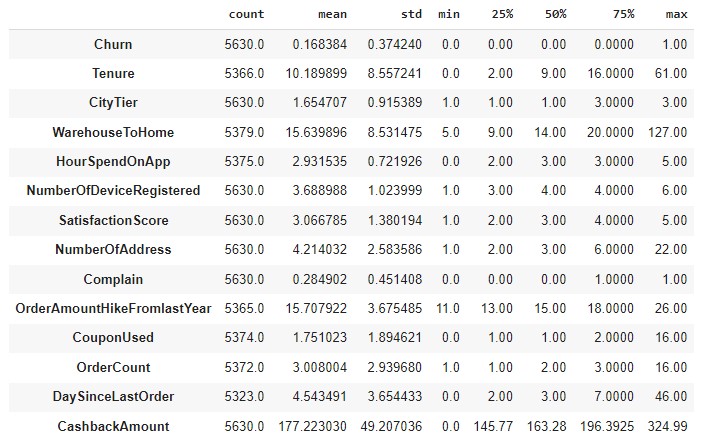 count mean std min 25% 50% 75% max
Churn 5630.0 0.168384 0.374240 0.0 0.00 0.00 0.0000 1.00
Tenure 5366.0 10.189899 8.557241 0.0 2.00 9.00 16.0000 61.00
CityTier 5630.0 1.654707 0.915389 1.0 1.00 1.00 3.0000 3.00
WarehouseToHome 5379.0 15.639896 8.531475 5.0 9.00 14.00 20.0000 127.00
HourSpendOnApp 5375.0 2.931535 0.721926 0.0 2.00 3.00 3.0000 5.00
NumberOfDeviceRegistered 5630.0 3.688988 1.023999 1.0 3.00 4.00 4.0000 6.00
SatisfactionScore 5630.0 3.066785 1.380194 1.0 2.00 3.00 4.0000 5.00
NumberOfAddress 5630.0 4.214032 2.583586 1.0 2.00 3.00 6.0000 22.00
Complain 5630.0 0.284902 0.451408 0.0 0.00 0.00 1.0000 1.00
OrderAmountHikeFromlastYear 5365.0 15.707922 3.675485 11.0 13.00 15.00 18.0000 26.00
CouponUsed 5374.0 1.751023 1.894621 0.0 1.00 1.00 2.0000 16.00
OrderCount 5372.0 3.008004 2.939680 1.0 1.00 2.00 3.0000 16.00
DaySinceLastOrder 5323.0 4.543491 3.654433 0.0 2.00 3.00 7.0000 46.00
CashbackAmount 5630.0 177.223030 49.207036 0.0 145.77 163.28 196.3925 324.99